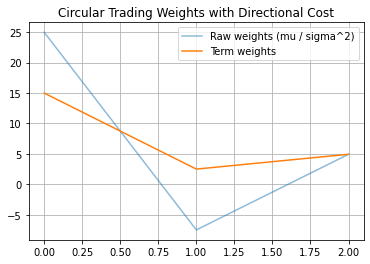 Circular Trading Weights with Directional Cost
Raw weights (mu / sigma^2)
Term weights
25
20
15
10
5
0
−5
0.00 0.25 0.50 0.75 1.00 1.25 1.50 1.75 2.00